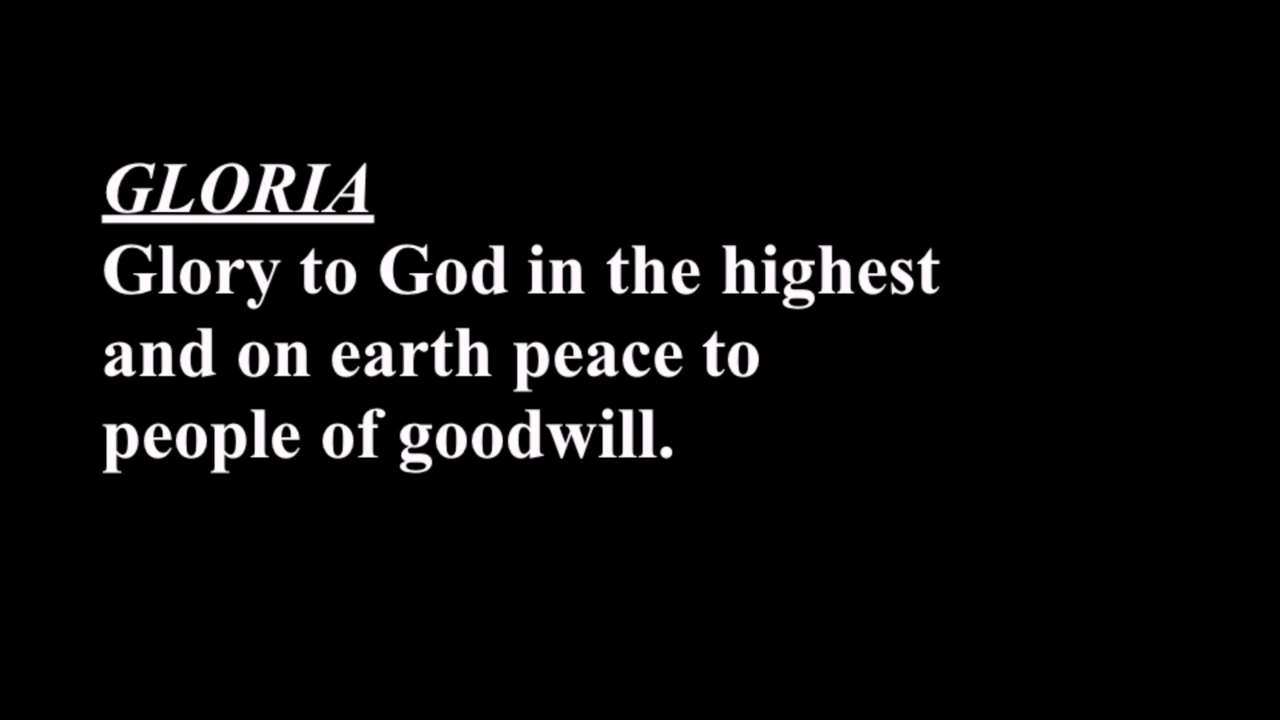 GLORIA
Glory to God in the highest
and on earth peace to
people of goodwill.